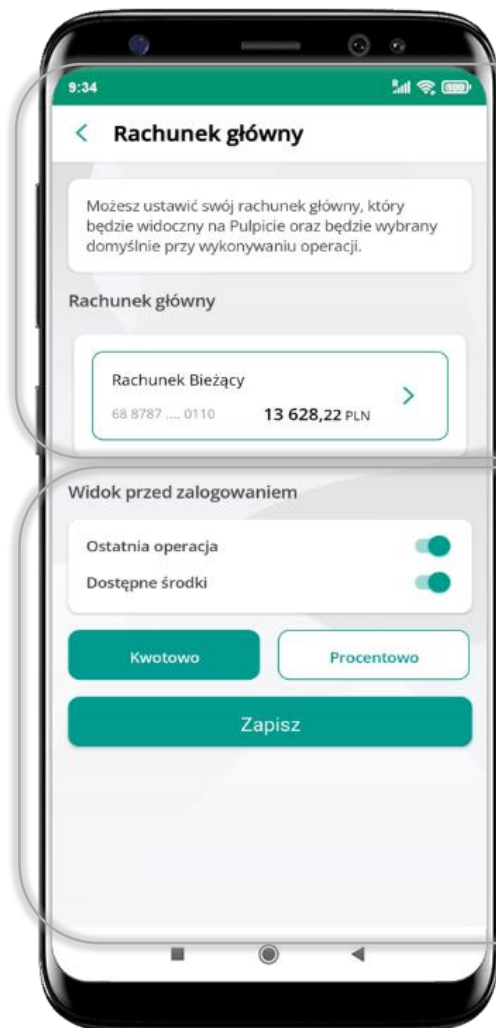 9:34
Rachunek główny
Możesz ustawić swój rachunek główny, który
będzie widoczny na Pulpicie oraz będzie wybrany
domyślnie przy wykonywaniu operacji.
Rachunek główny
Rachunek Bieżący
68 8787 .... 0110 13 628,22 PLN
Widok przed zalogowaniem
Ostatnia operacja
Dostępne środki
Kwotowo Procentowo
Zapisz